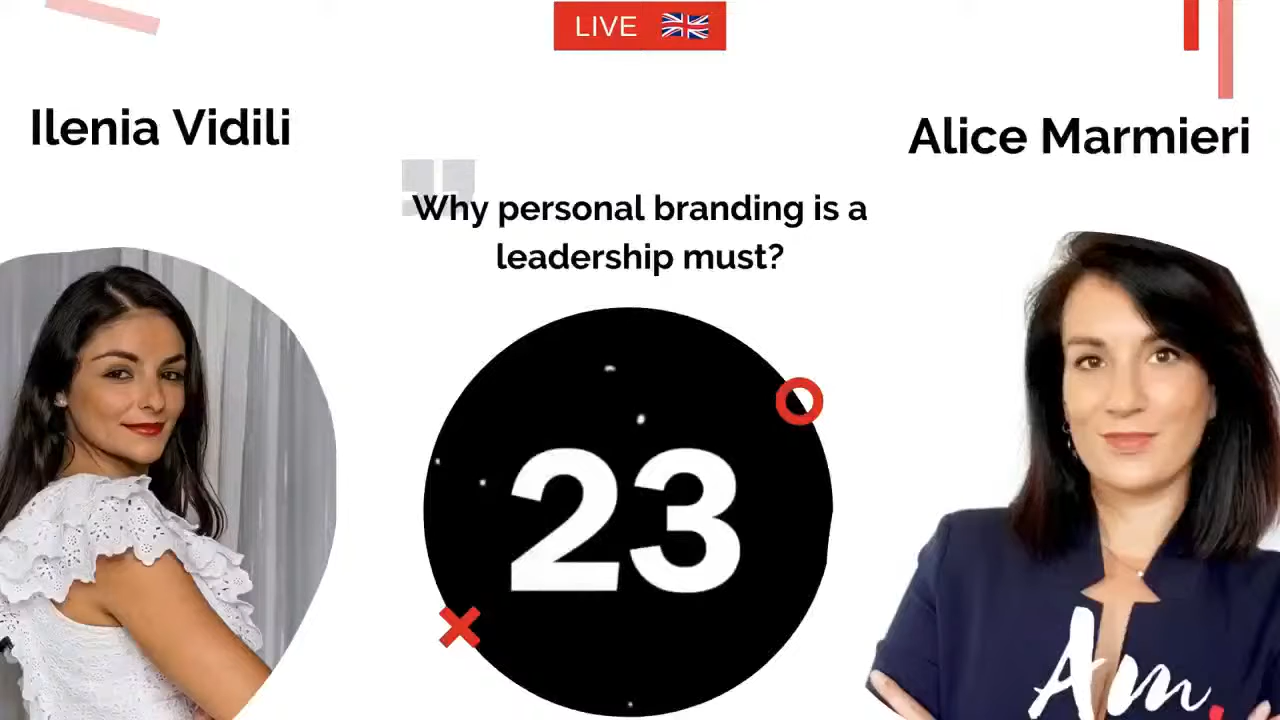 LIVE
Ilenia Vidili
Alice Marmieri
Why personal branding is a
leadership must?
23
Am.